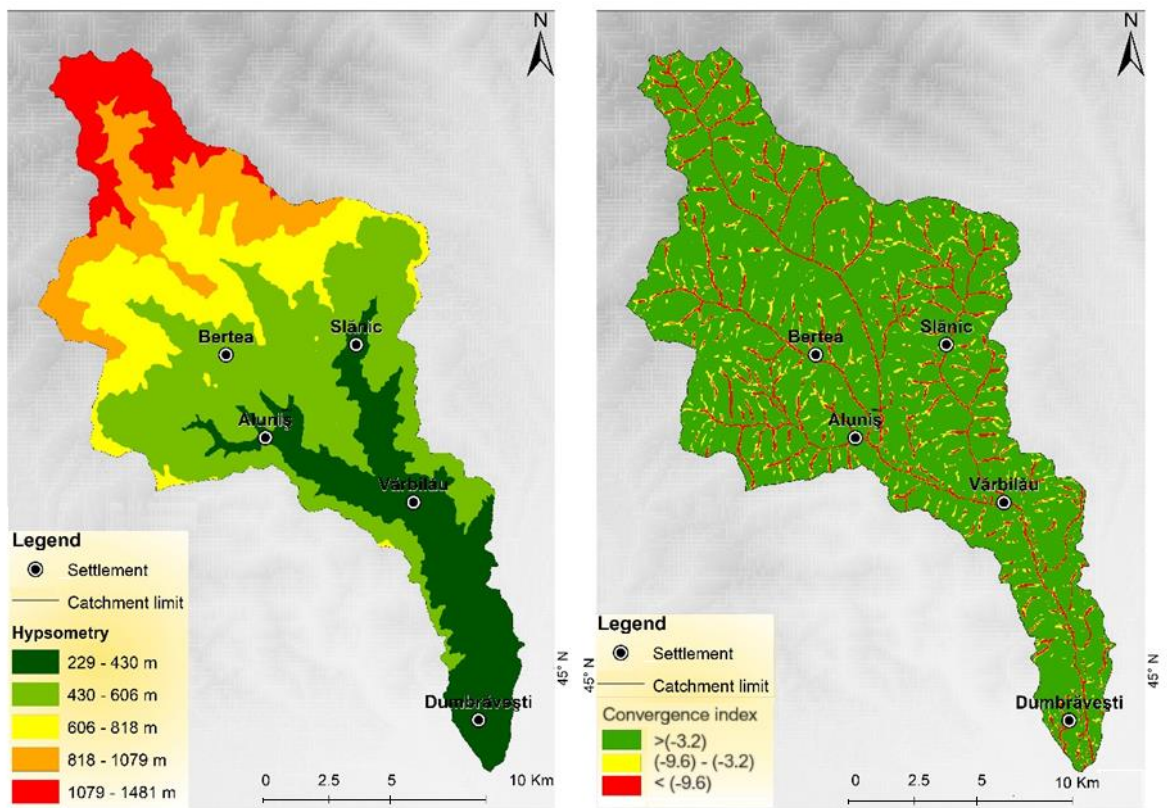 N
Bertea
Slănic
Aluniș
Vărbilău
Dumbrăvești
Legend
Settlement
Catchment limit
Hypsometry
229 - 430 m
430 - 606 m
606 - 818 m
818 - 1079 m
1079 - 1481 m
0 5 10 Km
2.5
45° N
N
Bertea
Slănic
Aluniș
Vărbilău
Dumbrăvești
45° N
Legend
Settlement
Catchment limit
Convergence index
>(-3.2)
(-9.6) - (-3.2)
< (-9.6)
0 2.5 5 10 Km